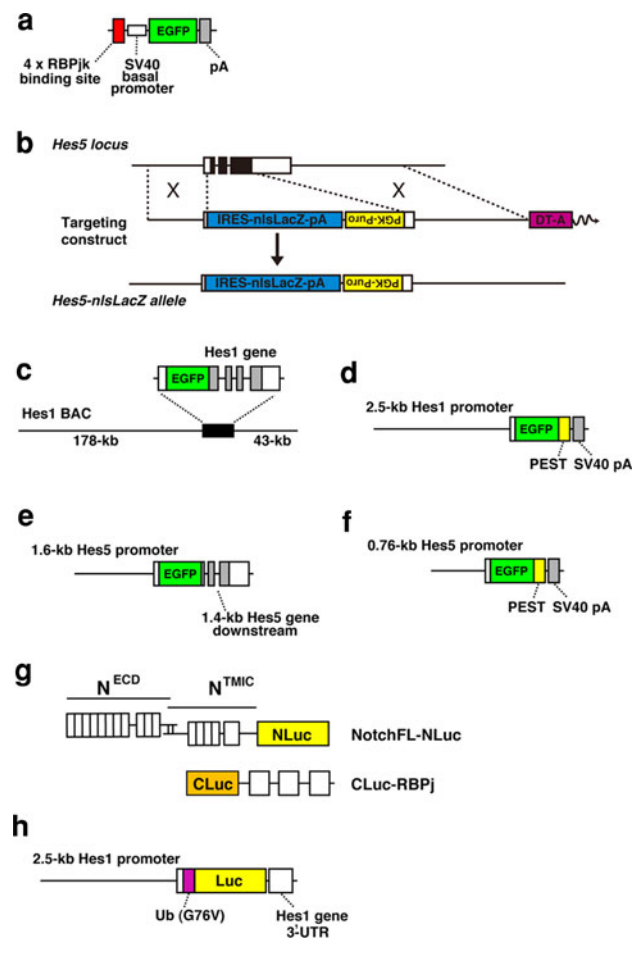 a
EGFP
4 x RBPjk
binding site
SV40
basal
promoter
pA
b
Hes5 locus
X X
Targeting
construct
IRES-nlsLacZ-pA
PGK-Puro
DT-A
IRES-nlsLacZ-pA
PGK-Puro
Hes5-nlsLacZ allele
c
Hes1 gene
EGFP
Hes1 BAC
178-kb
43-kb
d
2.5-kb Hes1 promoter
EGFP
PEST SV40 pA
e
1.6-kb Hes5 promoter
EGFP
1.4-kb Hes5 gene
downstream
f
0.76-kb Hes5 promoter
EGFP
PEST SV40 pA
g
N ECD
N TMIC
NLuc
NotchFL-NLuc
CLuc
CLuc-RBPj
h
2.5-kb Hes1 promoter
Luc
Ub (G76V)
Hes1 gene
3'-UTR